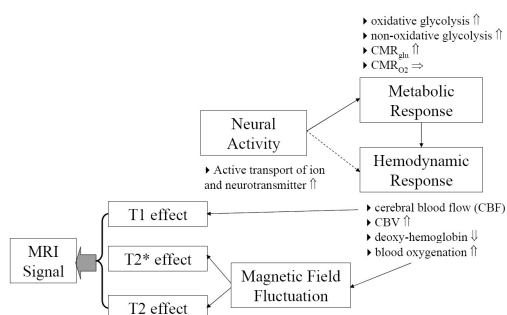 ▸ oxidative glycolysis ⇑
▸ non-oxidative glycolysis ⇑
▸ CMRglu ⇑
▸ CMRO2 ⇒
Metabolic
Response
Neural
Activity
Hemodynamic
Response
▸ Active transport of ion
and neurotransmitter ⇑
▸ cerebral blood flow (CBF)
▸ CBV ⇑
▸ deoxy-hemoglobin ⇓
▸ blood oxygenation ⇑
T1 effect
MRI
Signal
T2* effect
Magnetic Field
Fluctuation
T2 effect